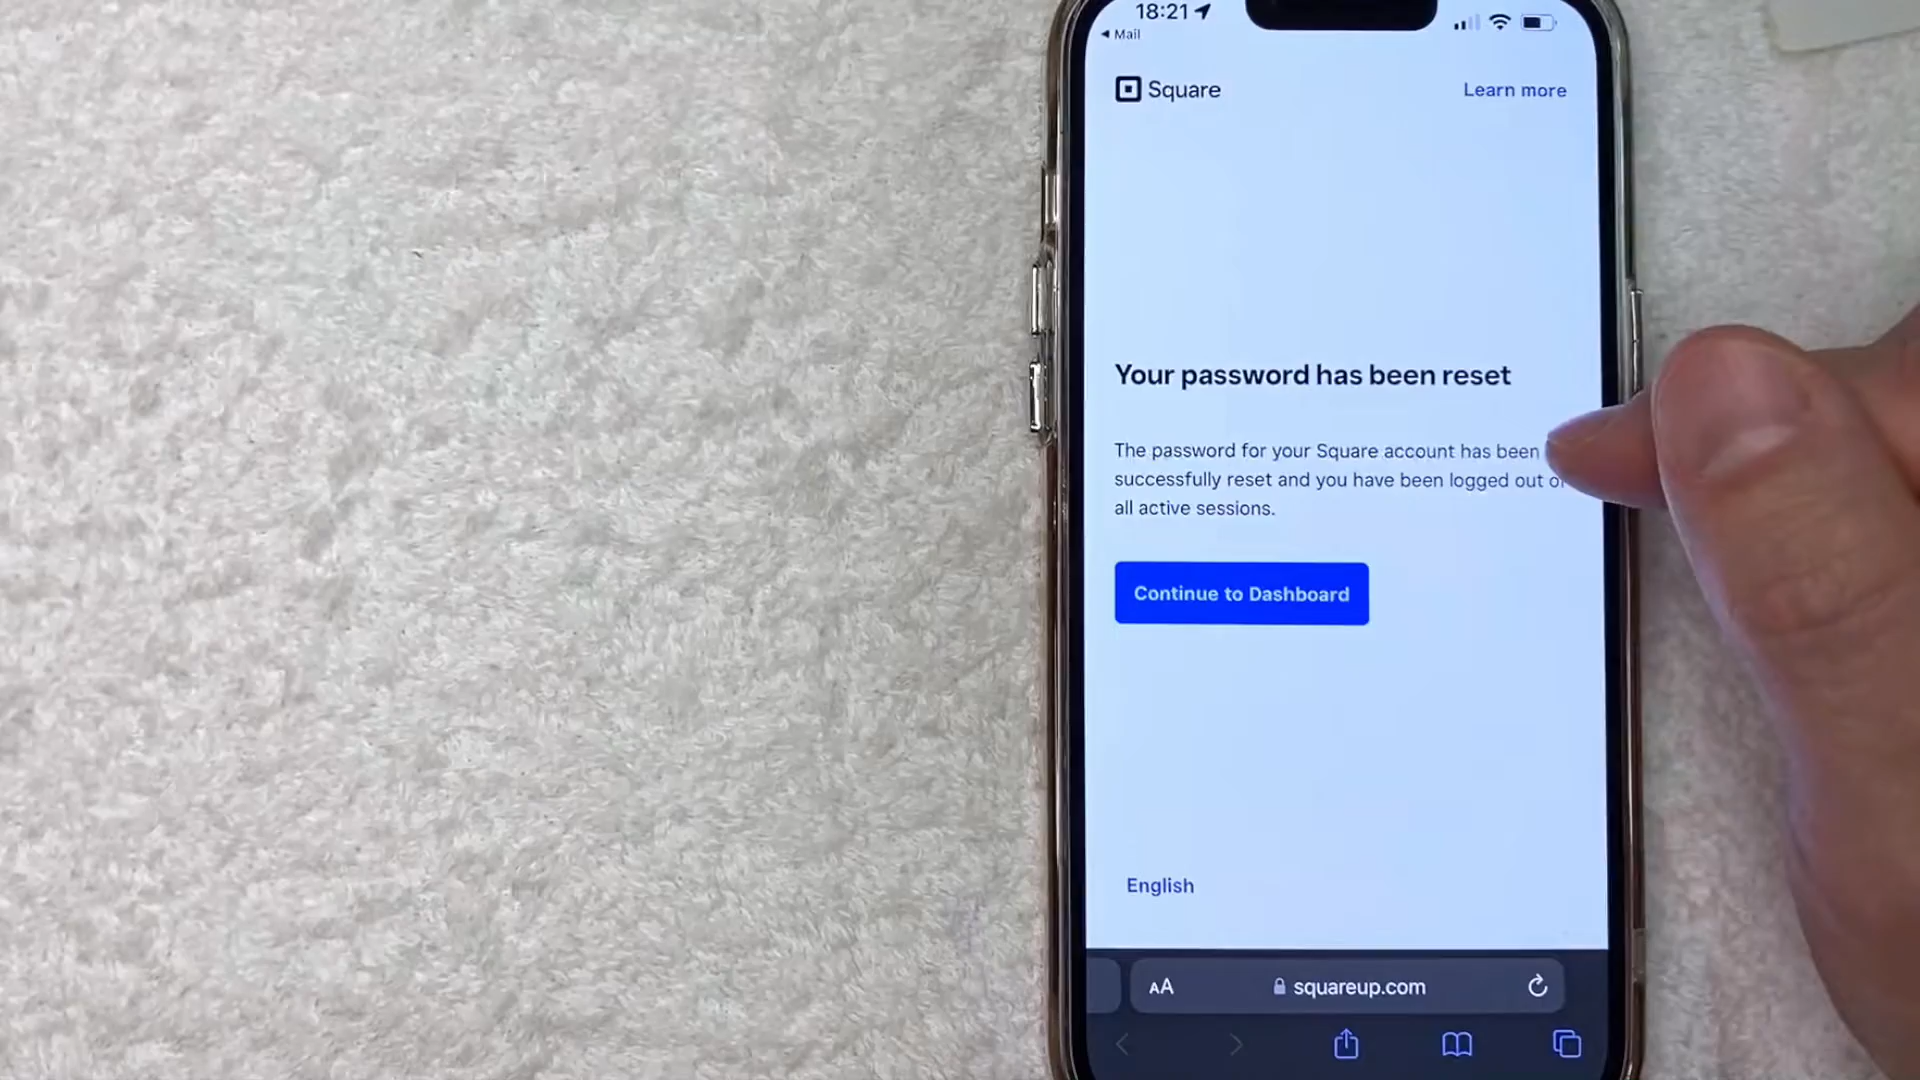 18:21
Mail
Square
Learn more
Your password has been reset
The password for your Square account has been
successfully reset and you have been logged out of
all active sessions.
Continue to Dashboard
English
AA
squareup.com